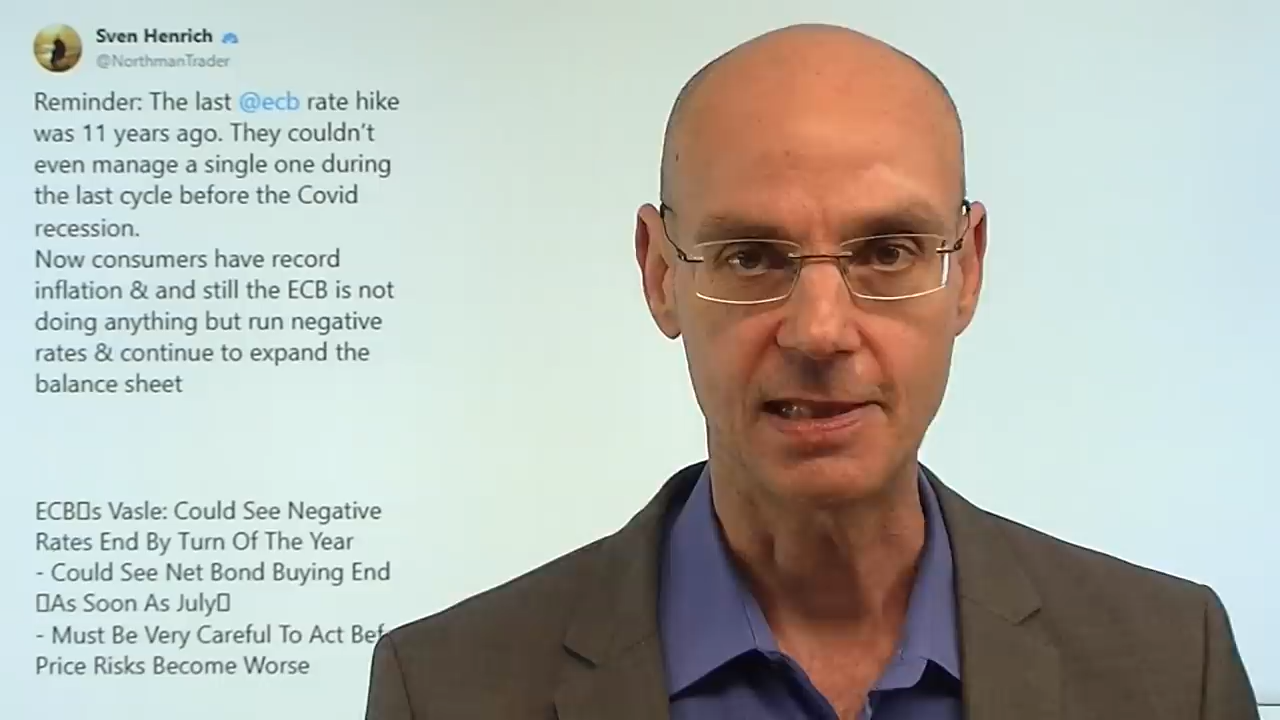 Sven Henrich
@NorthmanTrader
Reminder: The last @ecb rate hike
was 11 years ago. They couldn't
even manage a single one during
the last cycle before the Covid
recession.
Now consumers have record
inflation & and still the ECB is not
doing anything but run negative
rates & continue to expand the
balance sheet
ECB▯s Vasle: Could See Negative
Rates End By Turn Of The Year
- Could See Net Bond Buying End
▯As Soon As July▯
- Must Be Very Careful To Act Bef
Price Risks Become Worse